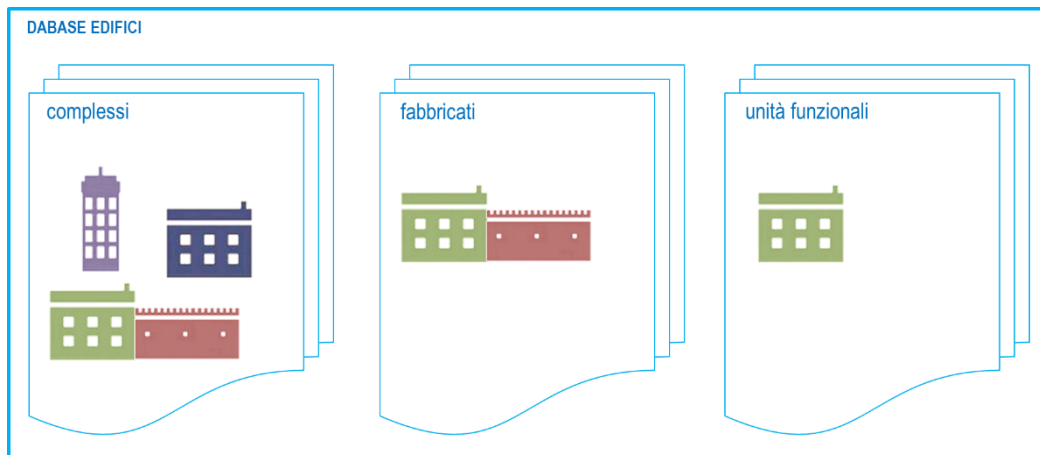 DABASE EDIFICI
complessi
fabbricati
unità funzionali